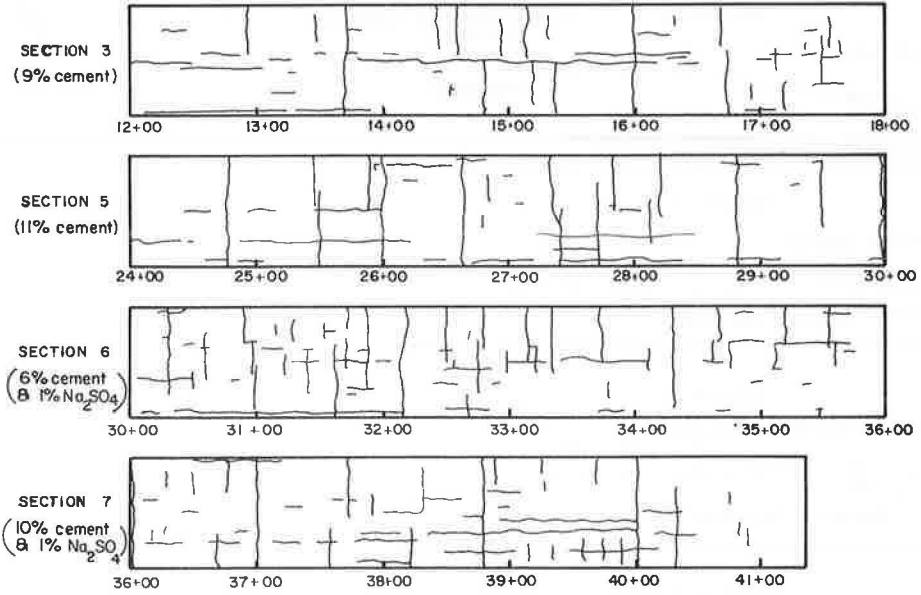 SECTION 3
(9% cement)
12+00 13+00 14+00 15+00 16+00 17+00 18+00
SECTION 5
(11% cement)
24+00 25+00 26+00 27+00 28+00 29+00 30+00
SECTION 6
(6% cement
& 1% Na2SO4)
30+00 31+00 32+00 33+00 34+00 35+00 36+00
SECTION 7
(10% cement
& 1% Na2SO4)
36+00 37+00 38+00 39+00 40+00 41+00